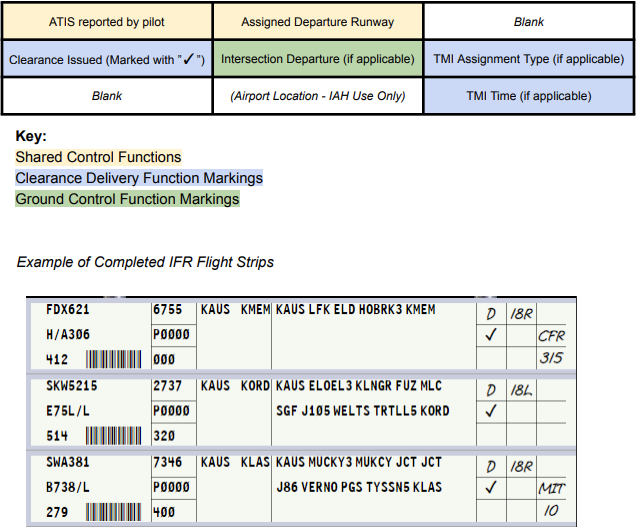 ATIS reported by pilot Assigned Departure Runway Blank
Clearance Issued (Marked with "✓") Intersection Departure (if applicable) TMI Assignment Type (if applicable)
Blank (Airport Location - IAH Use Only) TMI Time (if applicable)
Key:
Shared Control Functions
Clearance Delivery Function Markings
Ground Control Function Markings
Example of Completed IFR Flight Strips
FDX621 6755 KAUS KMEM KAUS LFK ELD HOBRK3 KMEM D 18R
H/A306 P0000 ✓ CFR
412 000 315
SKW5215 2737 KAUS KORD KAUS ELOEL3 KLNGR FUZ MLC D 18L
E75L/L P0000 SGF J105 WELTS TRTLL5 KORD ✓
514 320
SWA381 7346 KAUS KLAS KAUS MUCKY3 MUKCY JCT JCT D 18R
B738/L P0000 J86 VERNO PGS TYSSN5 KLAS ✓ MIT
279 400 10